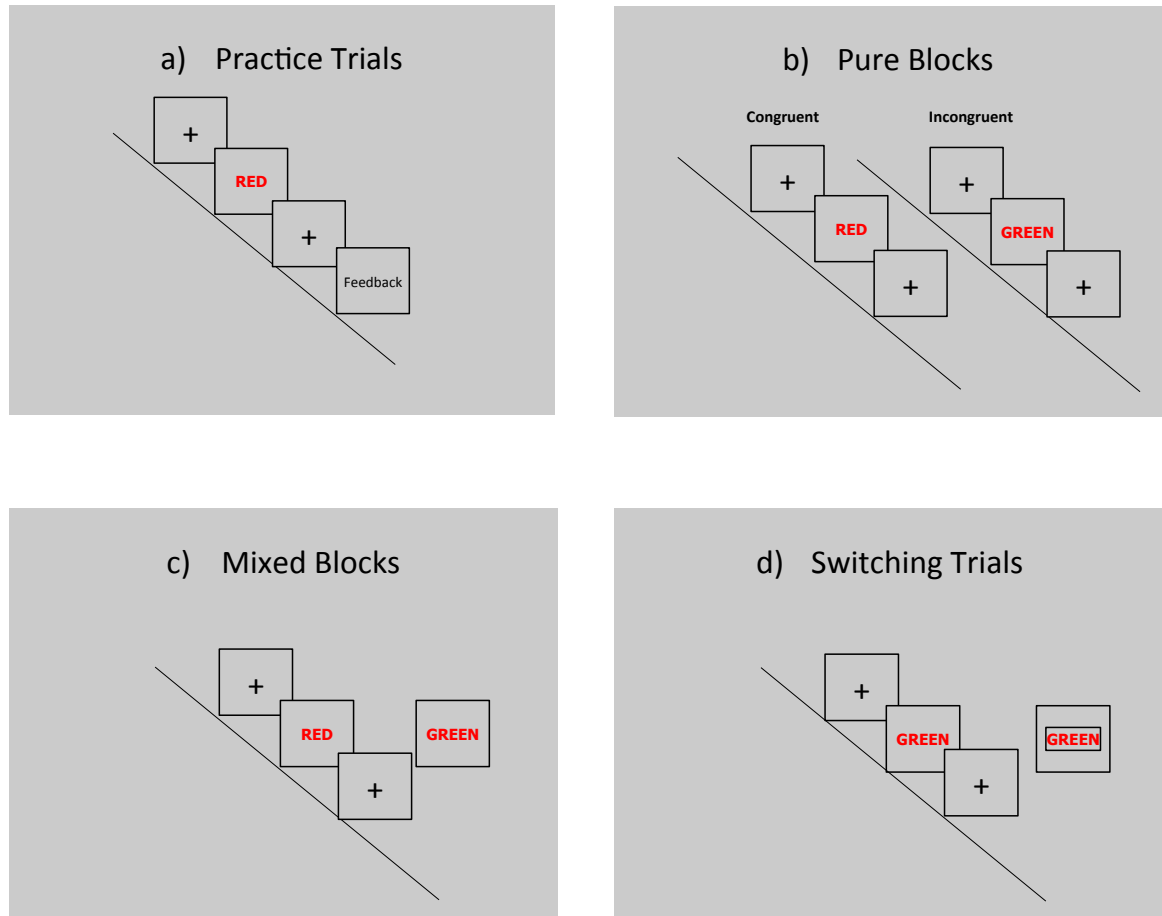 a) Practice Trials
+
RED
+
Feedback
b) Pure Blocks
Congruent Incongruent
+ +
RED GREEN
+ +
c) Mixed Blocks
+
RED GREEN
+
d) Switching Trials
+
GREEN GREEN
+